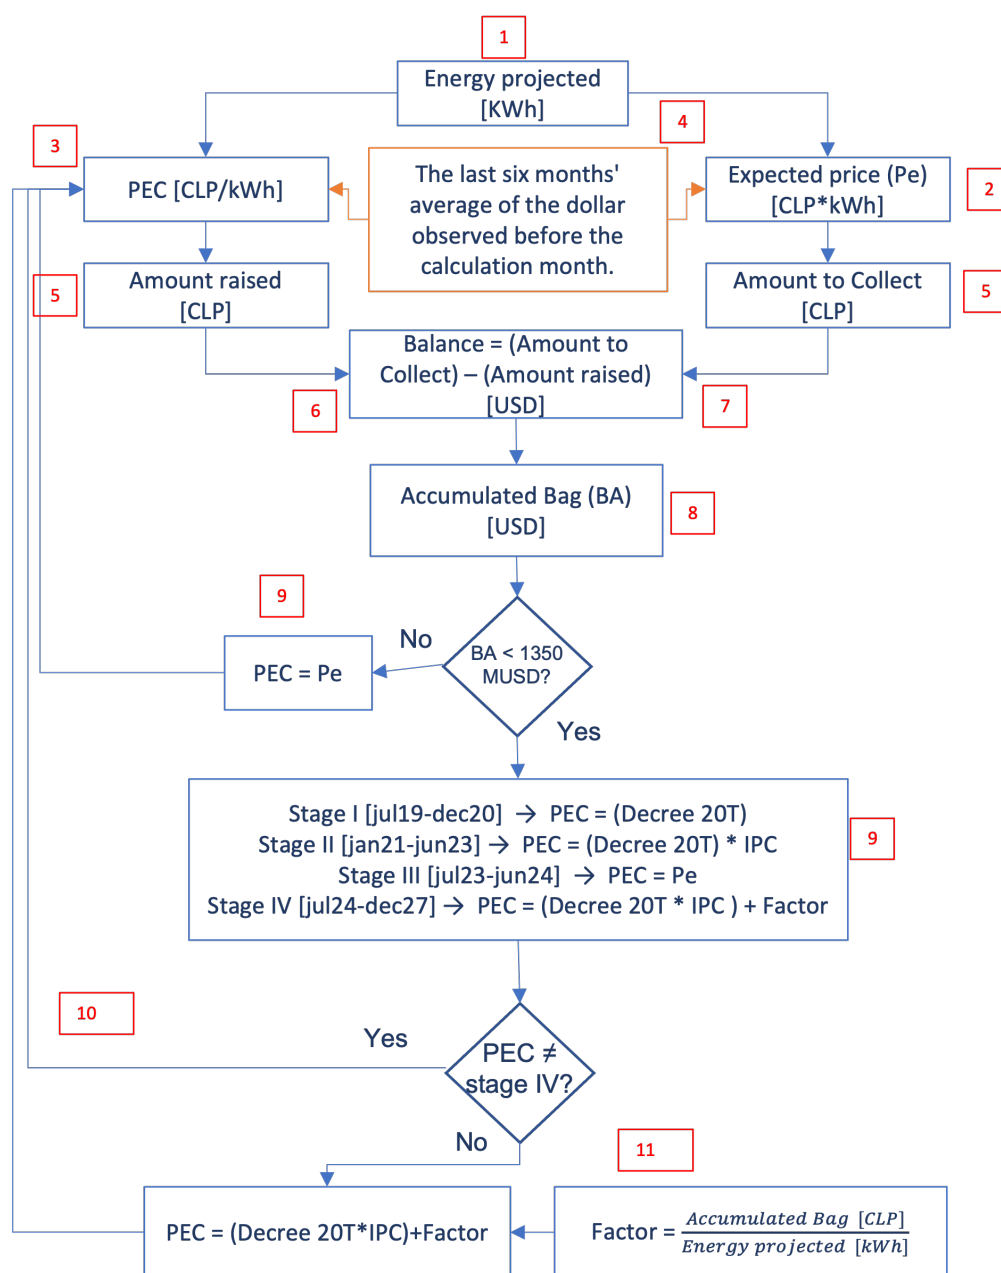 1
Energy projected
[KWh]
4
3
PEC [CLP/kWh]
The last six months'
average of the dollar
observed before the
calculation month.
Expected price (Pe)
[CLP*kWh]
2
5
Amount raised
[CLP]
Amount to Collect
[CLP]
5
Balance = (Amount to
Collect) – (Amount raised)
[USD]
6
7
Accumulated Bag (BA)
[USD]
8
9
No
PEC = Pe
BA < 1350
MUSD?
Yes
Stage I [jul19-dec20] → PEC = (Decree 20T)
Stage II [jan21-jun23] → PEC = (Decree 20T) * IPC
Stage III [jul23-jun24] → PEC = Pe
Stage IV [jul24-dec27] → PEC = (Decree 20T * IPC ) + Factor
9
10
Yes
PEC ≠
stage IV?
No
11
PEC = (Decree 20T*IPC)+Factor
Factor = Accumulated Bag [CLP]
Energy projected [kWh]